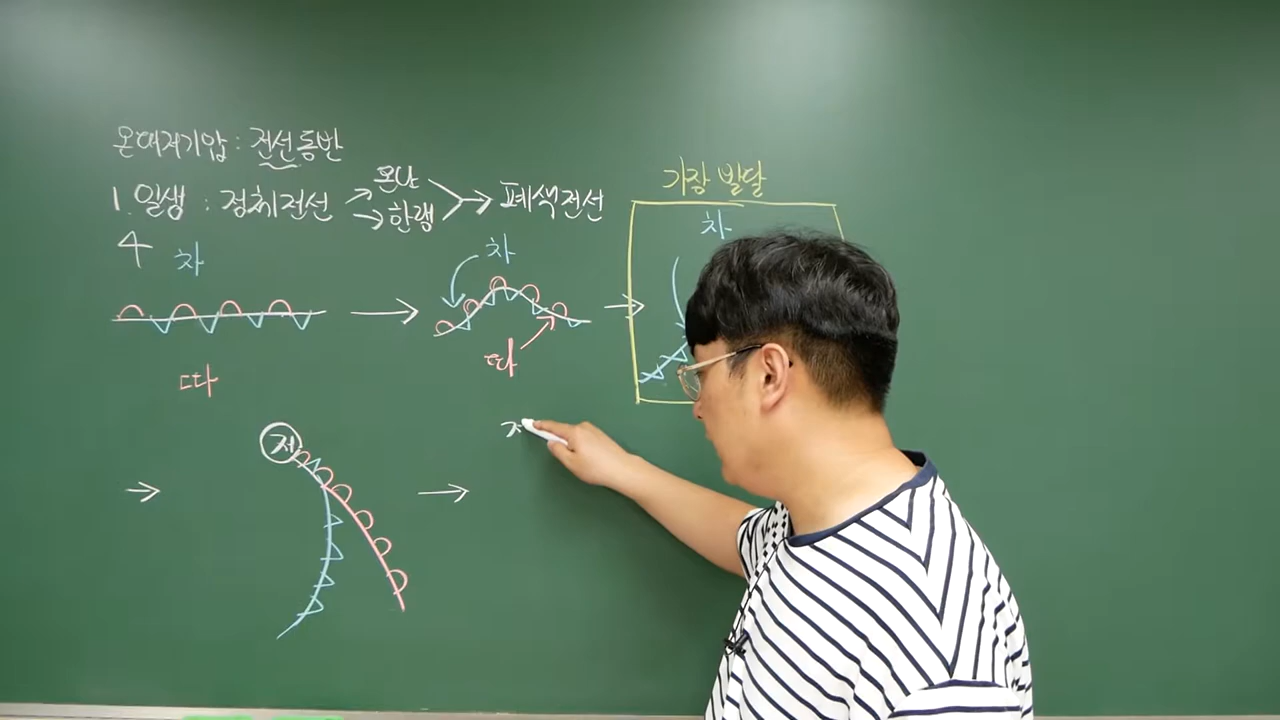 온대저기압 : 전선동반
1. 일생 : 정체전선 → 온난 → 한랭 → 폐색전선
가장 발달
4
차
차
차
따
따
저